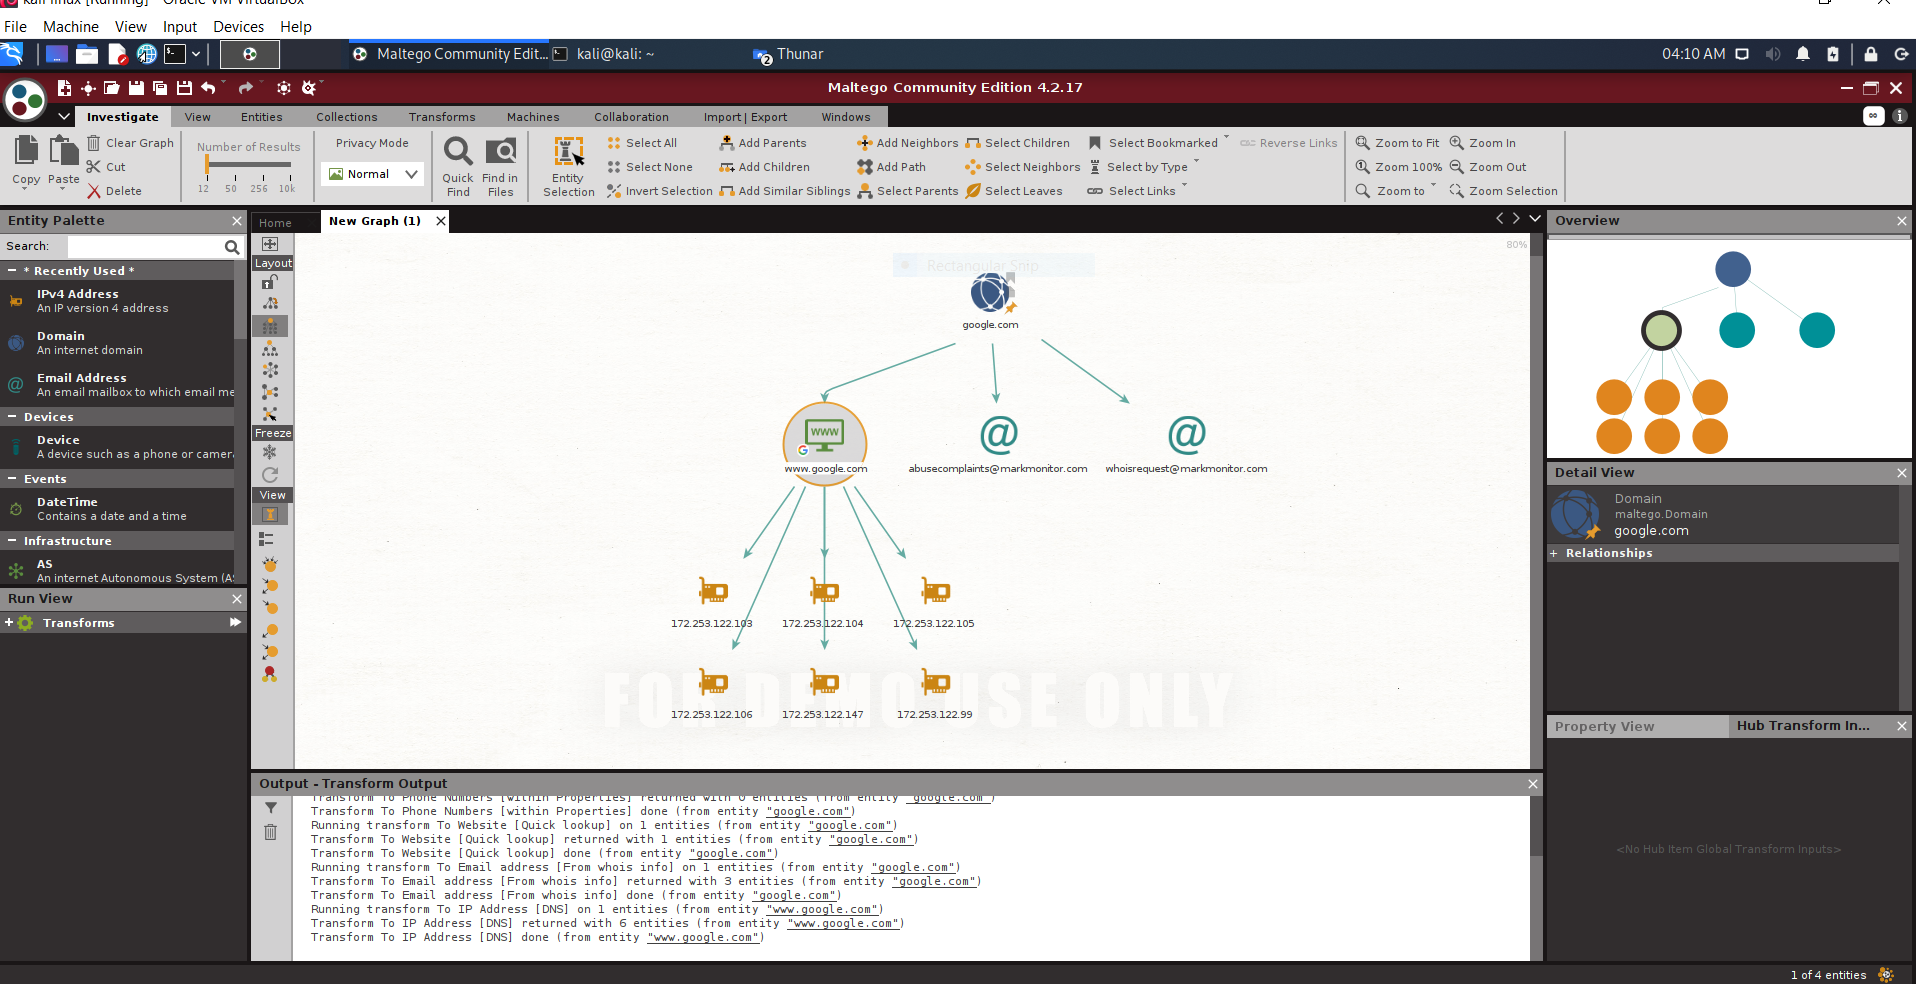 kali linux [Running] - Oracle VM VirtualBox
File Machine View Input Devices Help
Maltego Community Edit... kali@kali: ~ 2 Thunar 04:10 AM
Maltego Community Edition 4.2.17
Investigate View Entities Collections Transforms Machines Collaboration Import | Export Windows
Copy Paste Clear Graph Cut Delete
Number of Results
12 50 256 10k
Privacy Mode
Normal
Quick Find Find in Files
Entity Selection
Select All Add Parents Add Neighbors Select Children Select Bookmarked Reverse Links Zoom to Fit Zoom In
Select None Add Children Add Path Select Neighbors Select by Type Zoom 100% Zoom Out
Invert Selection Add Similar Siblings Select Parents Select Leaves Select Links Zoom to Zoom Selection
Entity Palette
Search:
* Recently Used *
IPv4 Address
An IP version 4 address
Domain
An internet domain
Email Address
An email mailbox to which email me
Devices
Device
A device such as a phone or camera
Events
DateTime
Contains a date and a time
Infrastructure
AS
An internet Autonomous System (AS
Run View
+ Transforms
Home New Graph (1)
Layout
Freeze
View
80%
Rectangular Snip
google.com
WWW
www.google.com
abusecomplaints@markmonitor.com
whoisrequest@markmonitor.com
172.253.122.103
172.253.122.104
172.253.122.105
172.253.122.106
172.253.122.147
172.253.122.99
FOR DEMO USE ONLY
Output - Transform Output
Transform To Phone Numbers [within Properties] returned with 0 entities (from entity "google.com")
Transform To Phone Numbers [within Properties] done (from entity "google.com")
Running transform To Website [Quick lookup] on 1 entities (from entity "google.com")
Transform To Website [Quick lookup] returned with 1 entities (from entity "google.com")
Transform To Website [Quick lookup] done (from entity "google.com")
Running transform To Email address [From whois info] on 1 entities (from entity "google.com")
Transform To Email address [From whois info] returned with 3 entities (from entity "google.com")
Transform To Email address [From whois info] done (from entity "google.com")
Running transform To IP Address [DNS] on 1 entities (from entity "www.google.com")
Transform To IP Address [DNS] returned with 6 entities (from entity "www.google.com")
Transform To IP Address [DNS] done (from entity "www.google.com")
Overview
Detail View
Domain
maltego.Domain
google.com
+ Relationships
Property View Hub Transform In...
<No Hub Item Global Transform Inputs>
1 of 4 entities